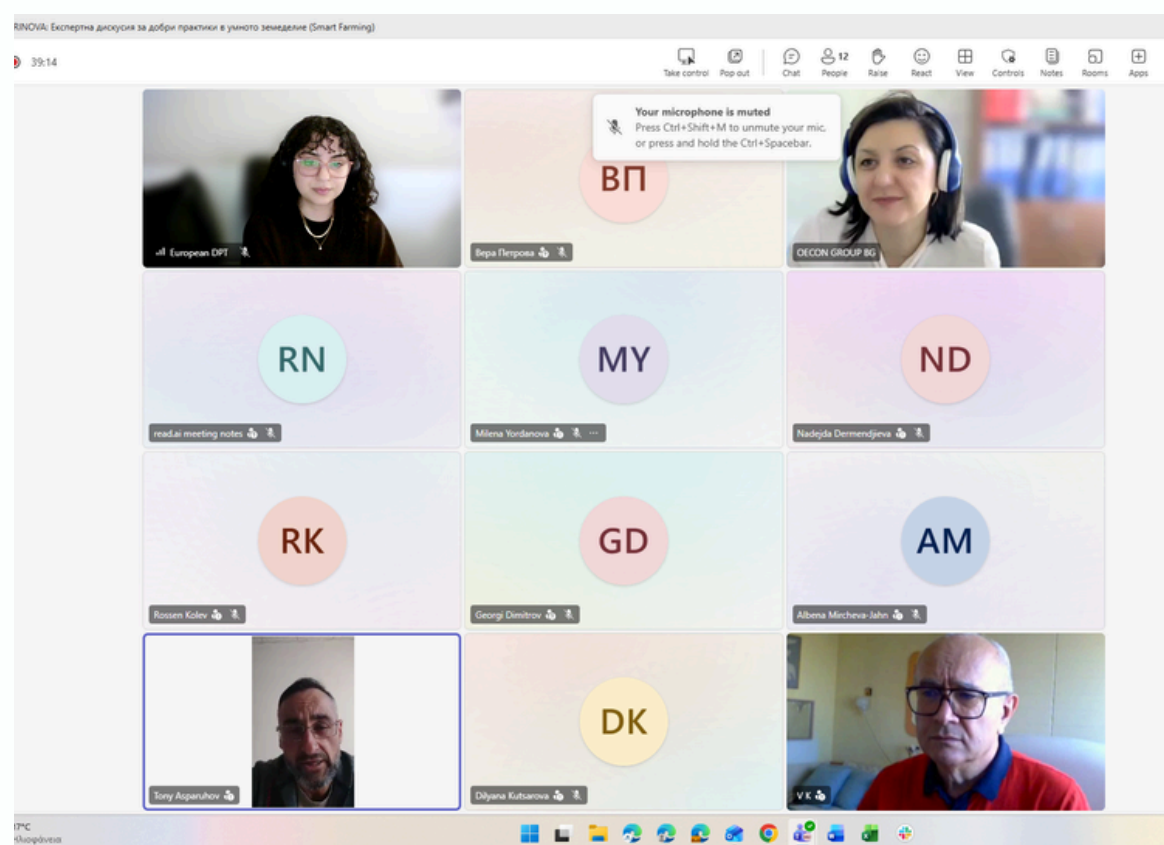 RINOVA: Експертна дискусия за добри практики в умното земеделие (Smart Farming)
39:14
Take control
Pop out
Chat
12
People
Raise
React
View
Controls
Notes
Rooms
Apps
Your microphone is muted
Press Ctrl+Shift+M to unmute your mic,
or press and hold the Ctrl+Spacebar.
European DPT
ВП
Вера Петрова
OECON GROUP BG
RN
read.ai meeting notes
MY
Milena Yordanova
ND
Nadejda Dermendjieva
RK
Rossen Kolev
GD
Georgi Dimitrov
AM
Albena Mircheva-Jahn
Tony Asparuhov
DK
Dilyana Kutsarova
V K
7°C
Ηλιοφάνεια